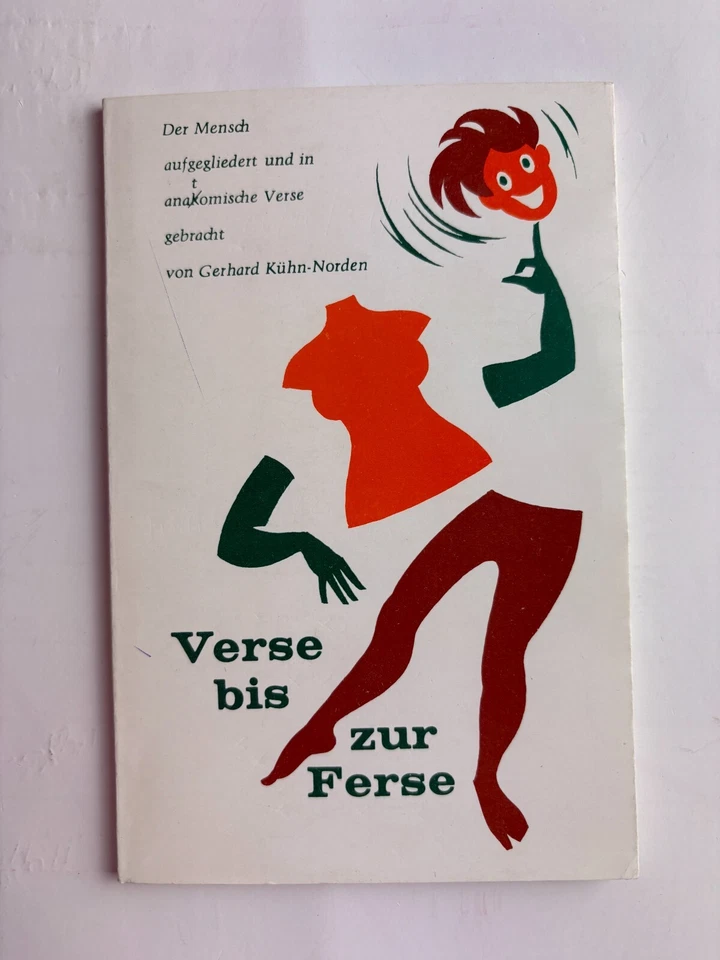 Der Mensch
aufgegliedert und in
t
anakomische Verse
gebracht
von Gerhard Kühn-Norden
Verse
bis
zur
Ferse